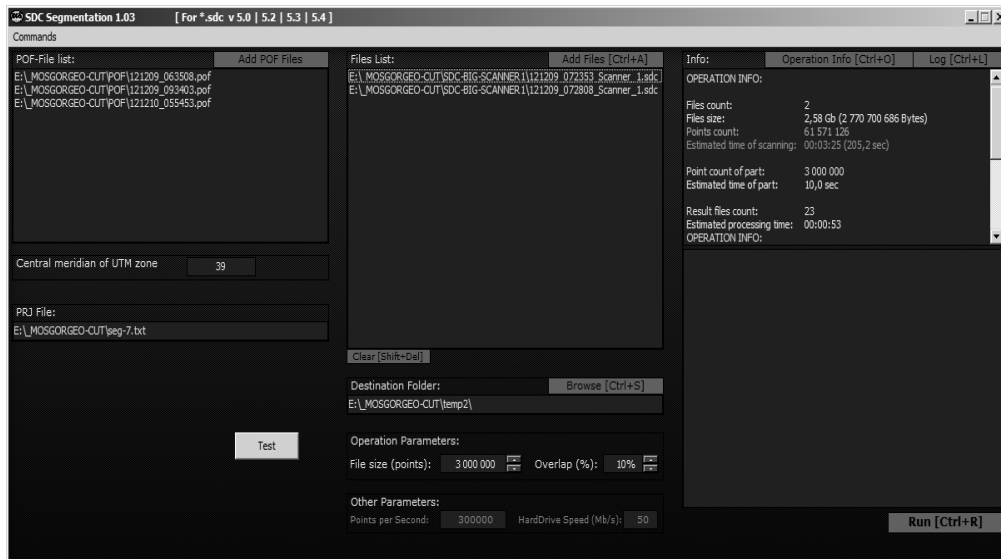 SDC Segmentation 1.03 [ For *.sdc v 5.0 | 5.2 | 5.3 | 5.4 ]
Commands
POF-File list: Add POF Files
E:\_MOSGORGEO-CUT\POF\121209_063508.pof
E:\_MOSGORGEO-CUT\POF\121209_093403.pof
E:\_MOSGORGEO-CUT\POF\121210_055453.pof
Central meridian of UTM zone 39
PRJ File:
E:\_MOSGORGEO-CUT\seg-7.txt
Test
Files List: Add Files [Ctrl+A]
E:\_MOSGORGEO-CUT\SDC-BIG-SCANNER1\121209_072353_Scanner_1.sdc
E:\_MOSGORGEO-CUT\SDC-BIG-SCANNER1\121209_072808_Scanner_1.sdc
Clear [Shift+Del]
Destination Folder: Browse [Ctrl+S]
E:\_MOSGORGEO-CUT\temp2\
Operation Parameters:
File size (points): 3 000 000 Overlap (%): 10%
Other Parameters:
Points per Second: 300000 HardDrive Speed (Mb/s): 50
Info: Operation Info [Ctrl+O] Log [Ctrl+L]
OPERATION INFO:
Files count: 2
Files size: 2,58 Gb (2 770 700 686 Bytes)
Points count: 61 571 126
Estimated time of scanning: 00:03:25 (205,2 sec)
Point count of part: 3 000 000
Estimated time of part: 10,0 sec
Result files count: 23
Estimated processing time: 00:00:53
OPERATION INFO:
Run [Ctrl+R]